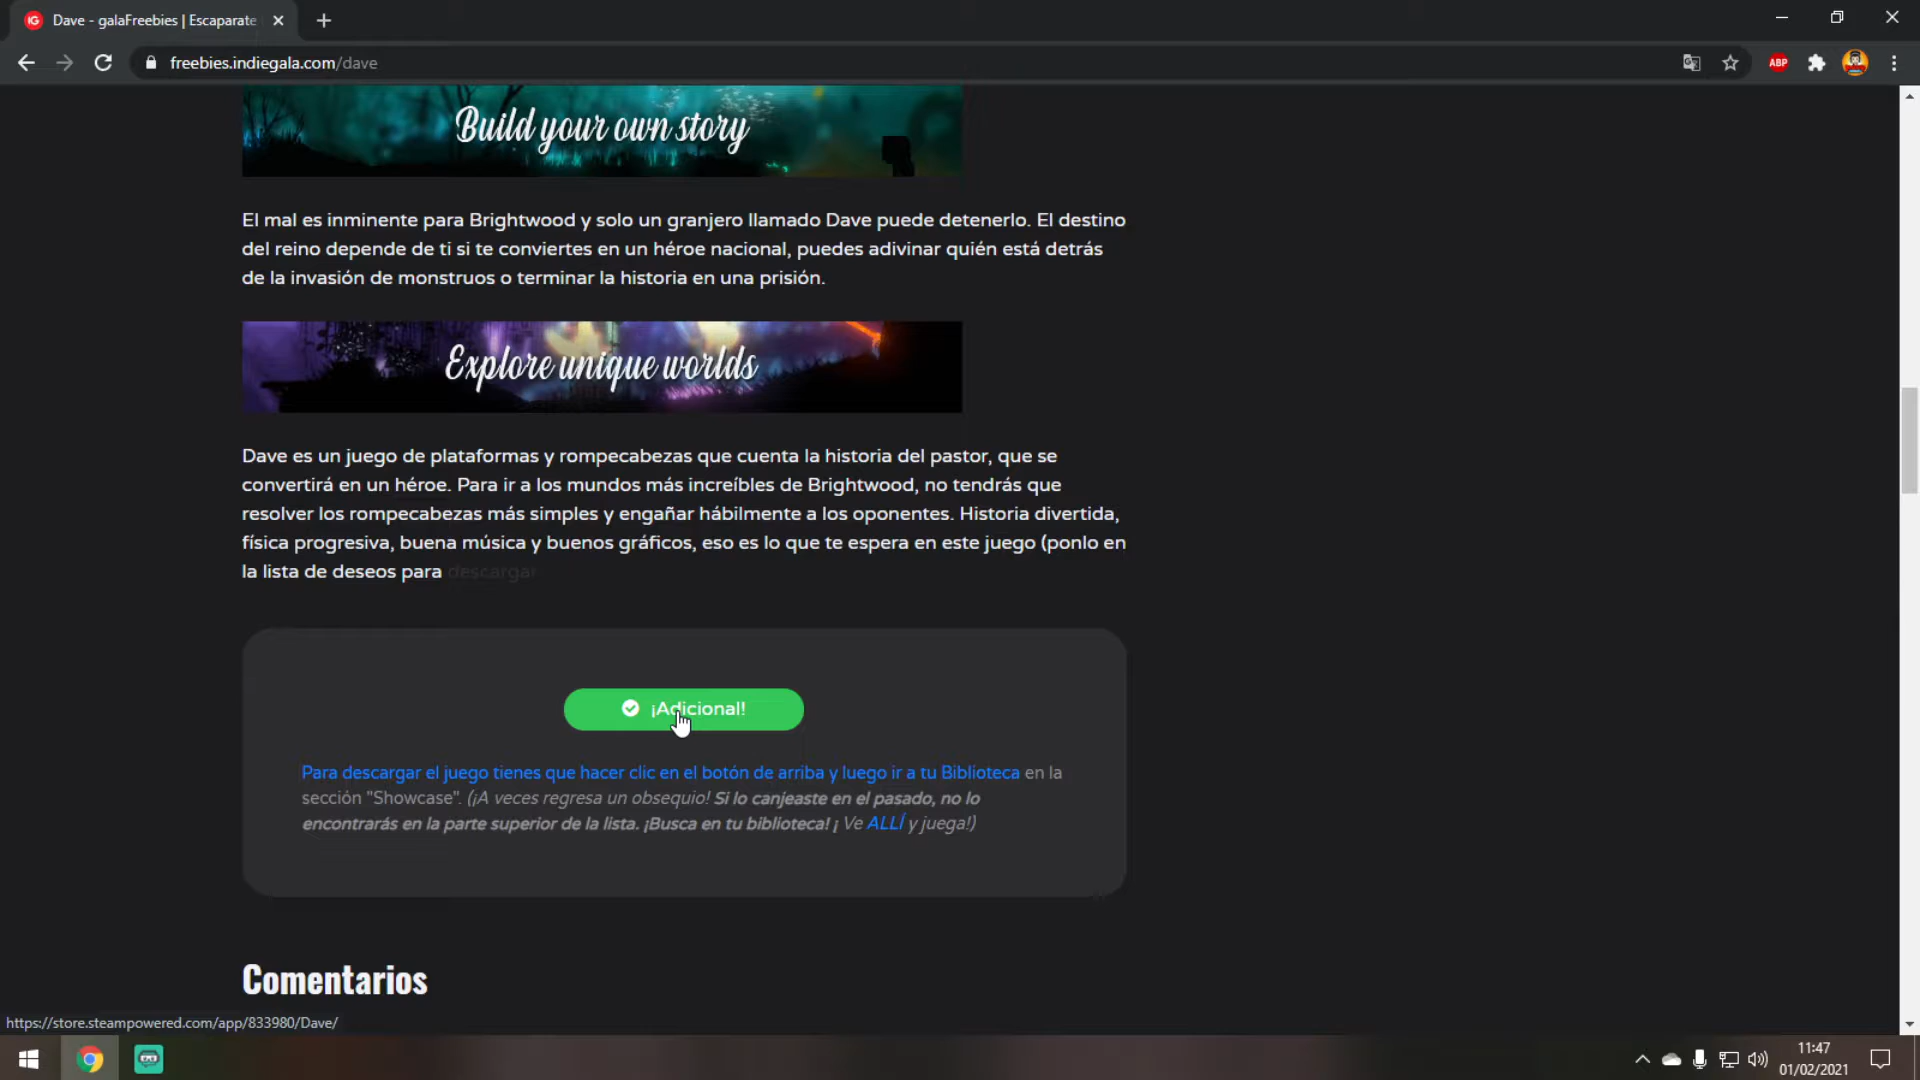 Dave - galaFreebies | Escaparate
freebies.indiegala.com/dave
ABP
Build your own story
El mal es inminente para Brightwood y solo un granjero llamado Dave puede detenerlo. El destino
del reino depende de ti si te conviertes en un héroe nacional, puedes adivinar quién está detrás
de la invasión de monstruos o terminar la historia en una prisión.
Explore unique worlds
Dave es un juego de plataformas y rompecabezas que cuenta la historia del pastor, que se
convertirá en un héroe. Para ir a los mundos más increíbles de Brightwood, no tendrás que
resolver los rompecabezas más simples y engañar hábilmente a los oponentes. Historia divertida,
física progresiva, buena música y buenos gráficos, eso es lo que te espera en este juego (ponlo en
la lista de deseos para descargar
¡Adicional!
Para descargar el juego tienes que hacer clic en el botón de arriba y luego ir a tu Biblioteca en la
sección "Showcase". (¡A veces regresa un obsequio! Si lo canjeaste en el pasado, no lo
encontrarás en la parte superior de la lista. ¡Busca en tu biblioteca! ¡ Ve ALLÍ y juega!)
Comentarios
https://store.steampowered.com/app/833980/Dave/
11:47
01/02/2021